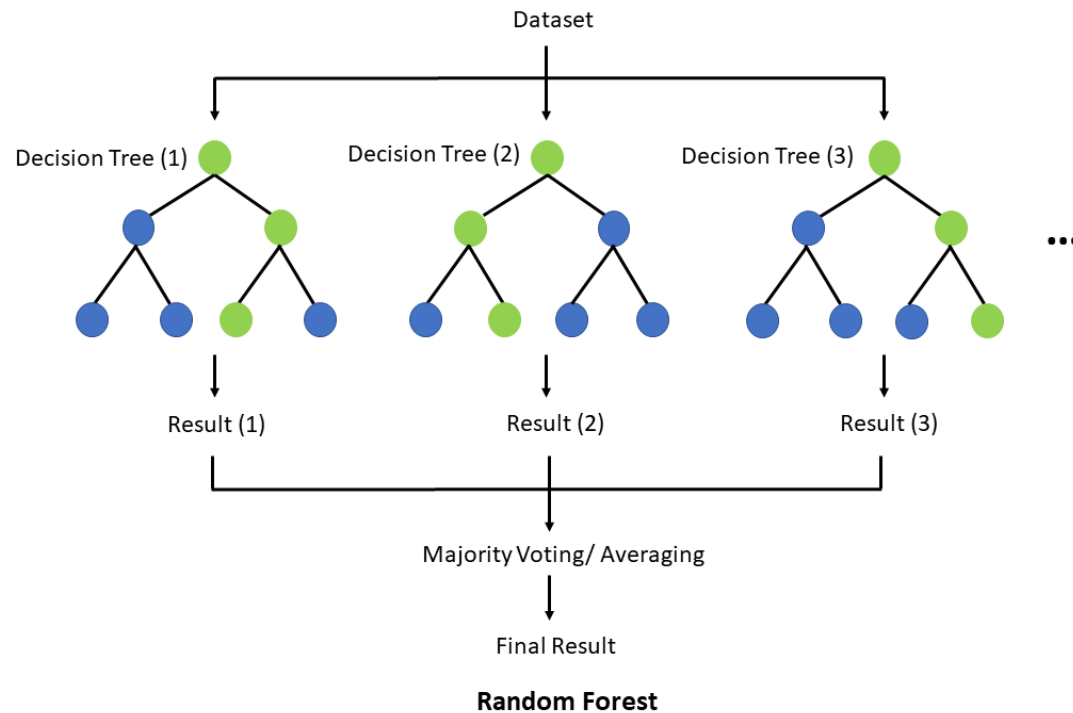 Dataset
Decision Tree (1)
Decision Tree (2)
Decision Tree (3)
...
Result (1)
Result (2)
Result (3)
Majority Voting/ Averaging
Final Result
Random Forest